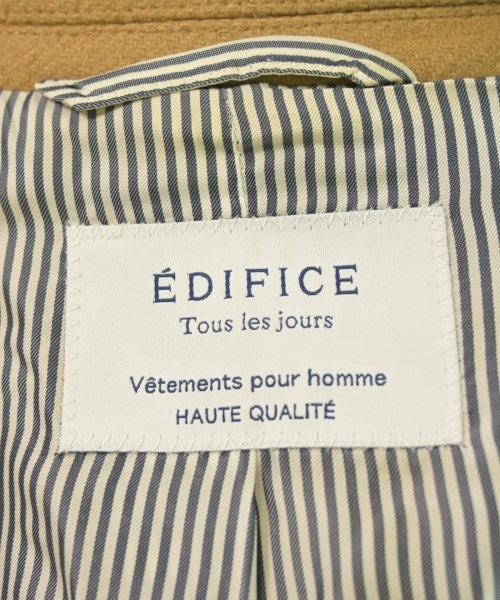 ÉDIFICE
Tous les jours
Vêtements pour homme
HAUTE QUALITÉ